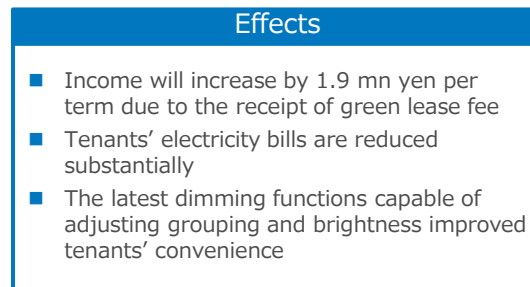 Effects
■ Income will increase by 1.9 mn yen per
term due to the receipt of green lease fee
■ Tenants’ electricity bills are reduced
substantially
■ The latest dimming functions capable of
adjusting grouping and brightness improved
tenants’ convenience